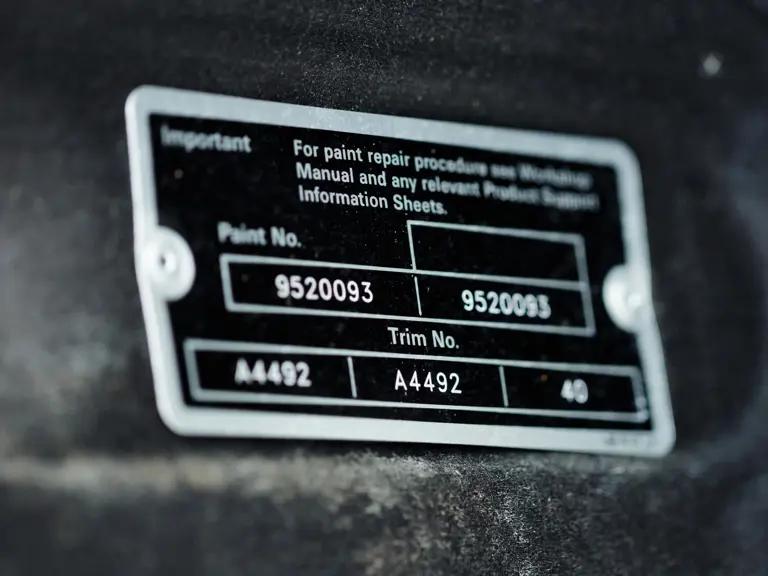 Important
For paint repair procedure see Workshop
Manual and any relevant Product Support
Information Sheets.
Paint No.
9520093 9520093
Trim No.
A4492 A4492 40